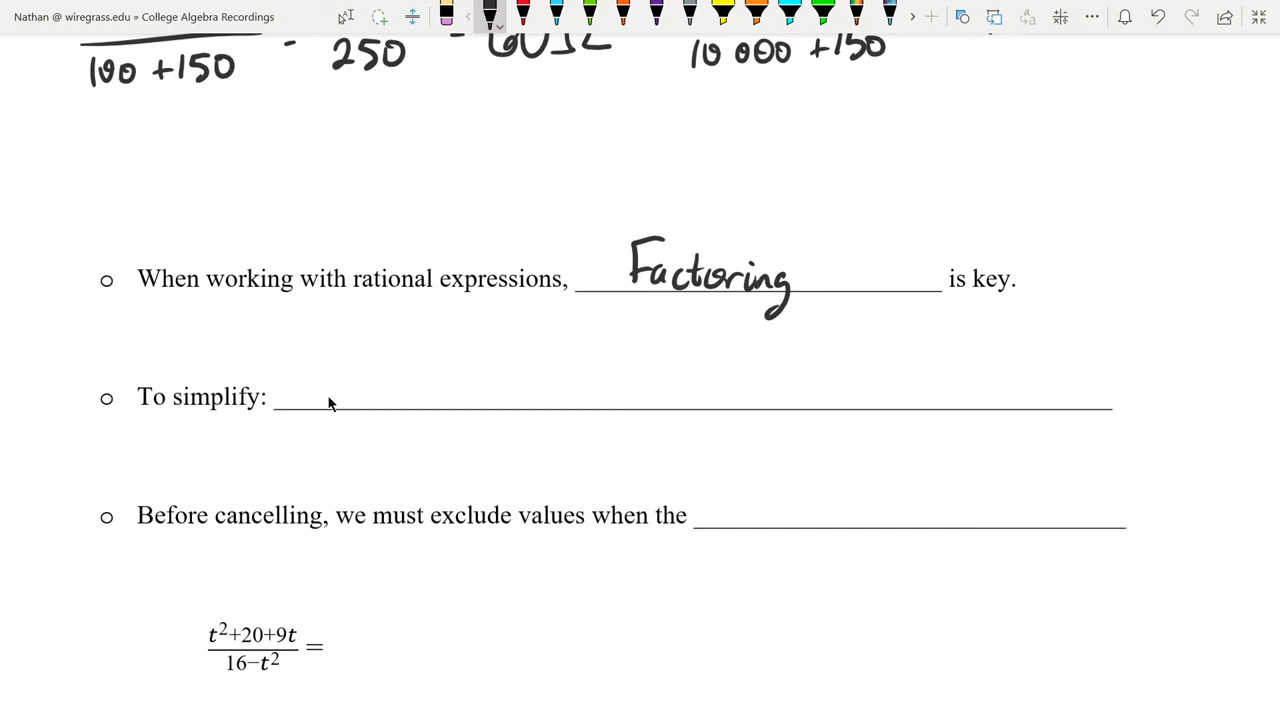 Nathan @ wiregrass.edu » College Algebra Recordings
100 +150 - 250 - 10 000 +150
o When working with rational expressions, Factoring is key.
o To simplify:
o Before cancelling, we must exclude values when the
t²+20+9t
16−t² =